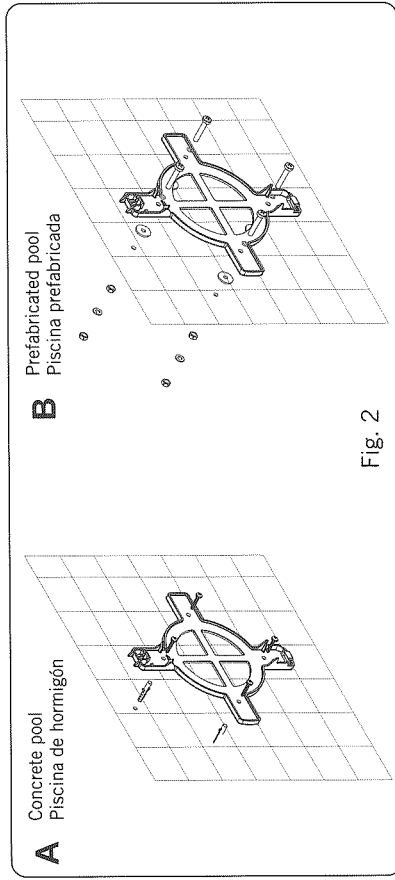 A
Concrete pool
Piscina de hormigón
B
Prefabricated pool
Piscina prefabricada
Fig. 2